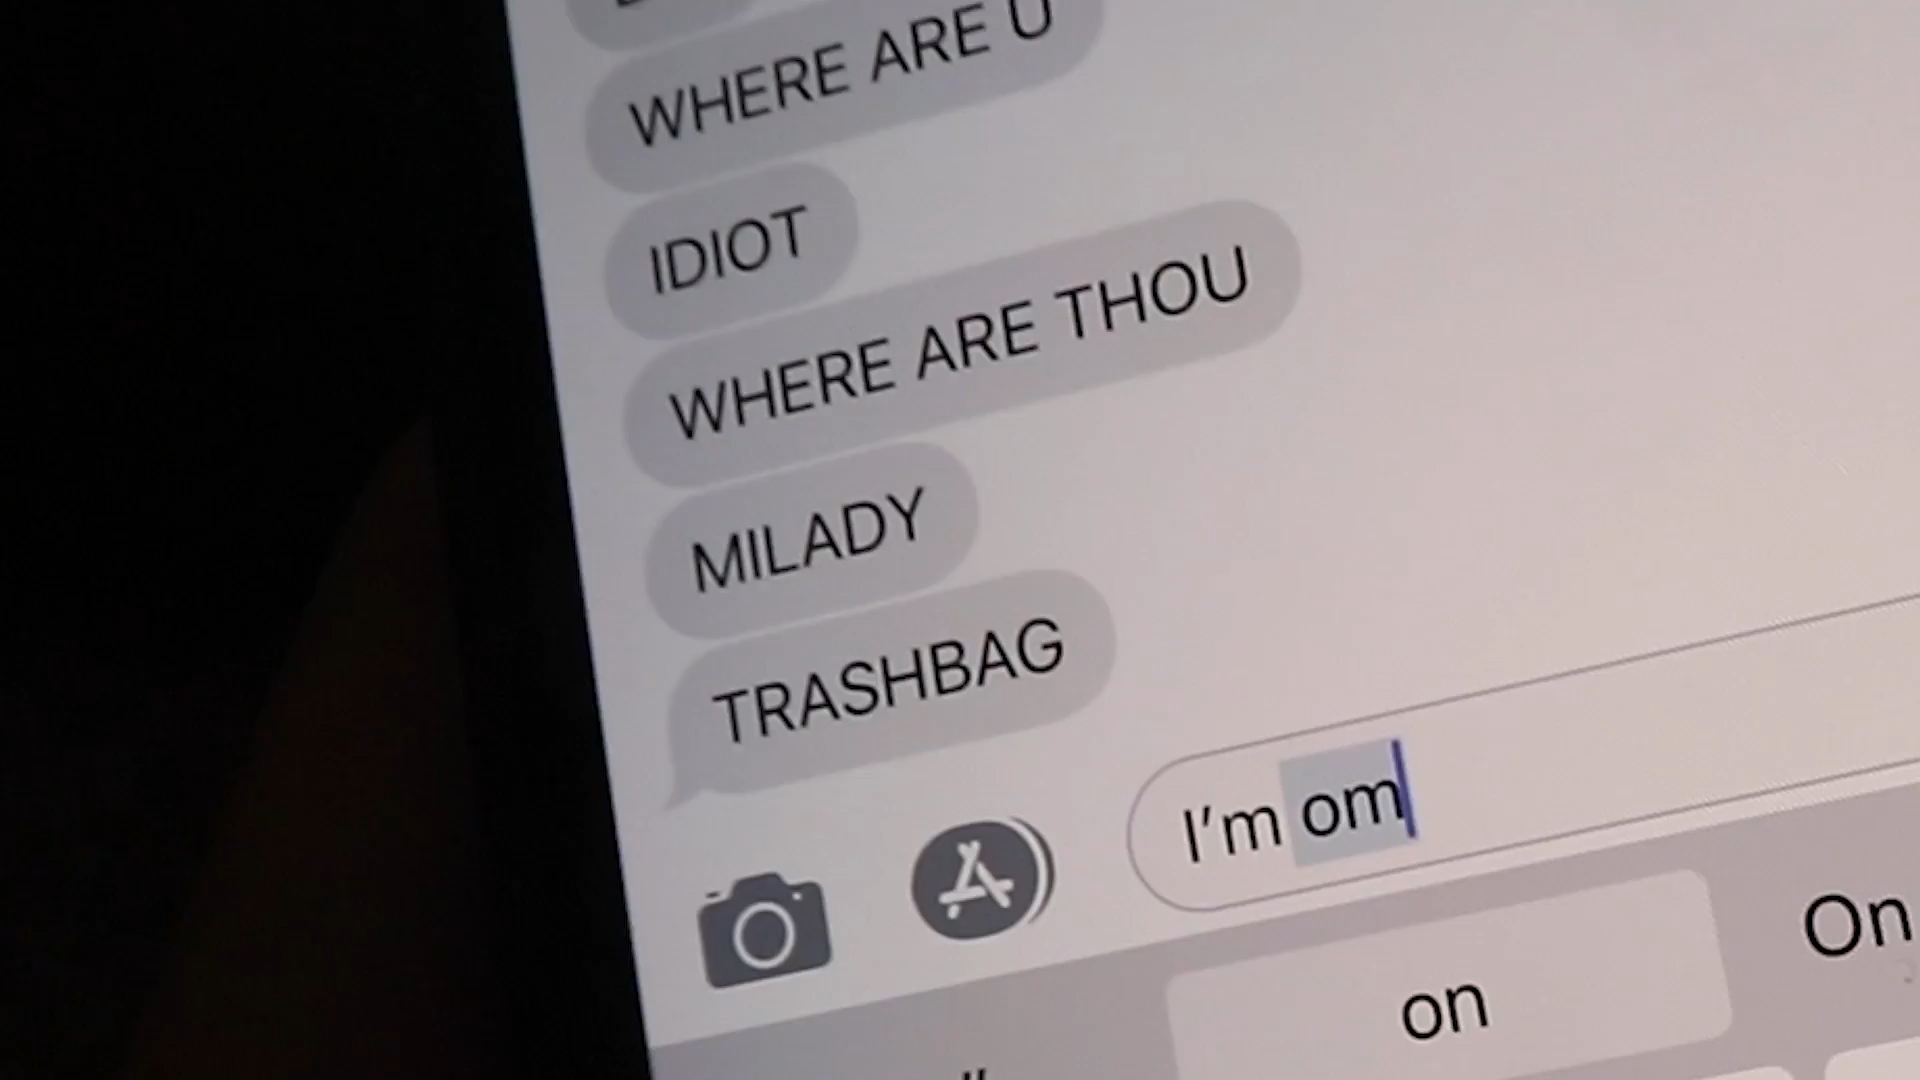 WHERE ARE U
IDIOT
WHERE ARE THOU
MILADY
TRASHBAG
I'm om
on
On